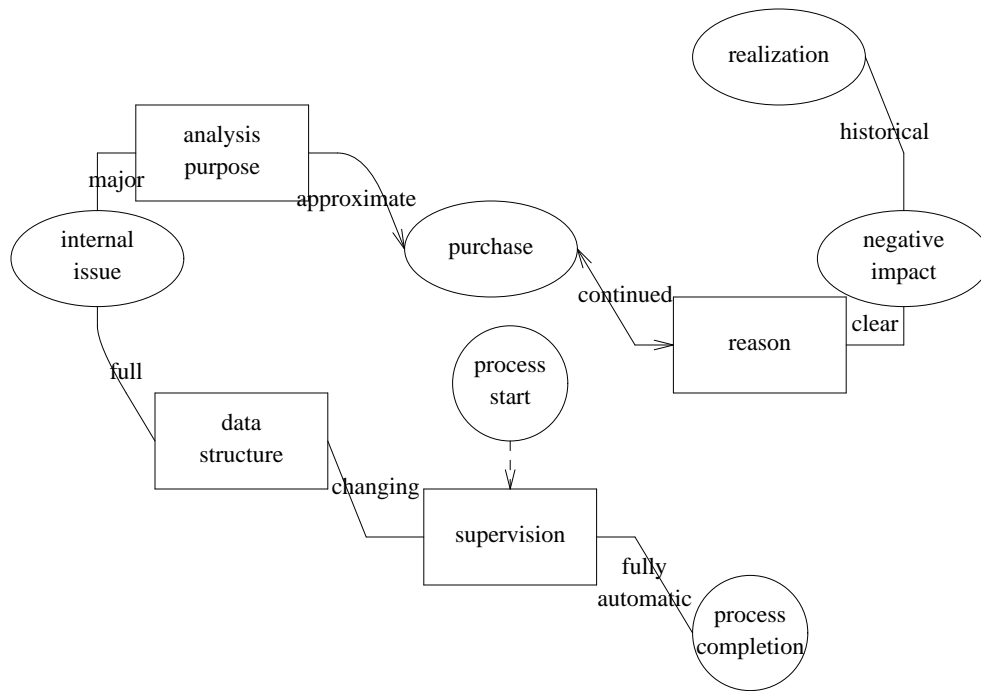 realization
historical
analysis
purpose
major
approximate
internal
issue
purchase
negative
impact
continued
clear
reason
process
start
full
data
structure
changing
supervision
fully
automatic
process
completion